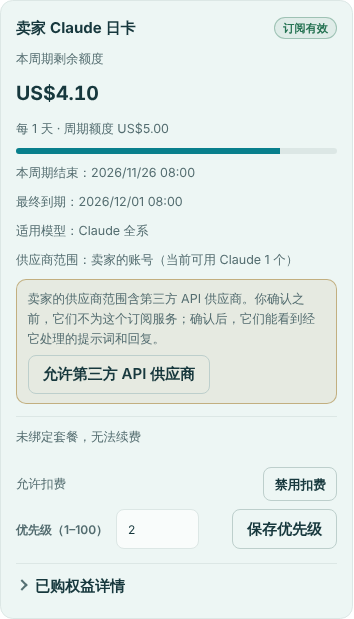 卖家 Claude 日卡
订阅有效
本周期剩余额度
US$4.10
每 1 天 · 周期额度 US$5.00
本周期结束：2026/11/26 08:00
最终到期：2026/12/01 08:00
适用模型：Claude 全系
供应商范围：卖家的账号（当前可用 Claude 1 个）
卖家的供应商范围含第三方 API 供应商。你确认之
前，它们不为这个订阅服务；确认后，它们能看到经
它处理的提示词和回复。
允许第三方 API 供应商
未绑定套餐，无法续费
允许扣费
禁用扣费
优先级（1–100）
2
保存优先级
已购权益详情